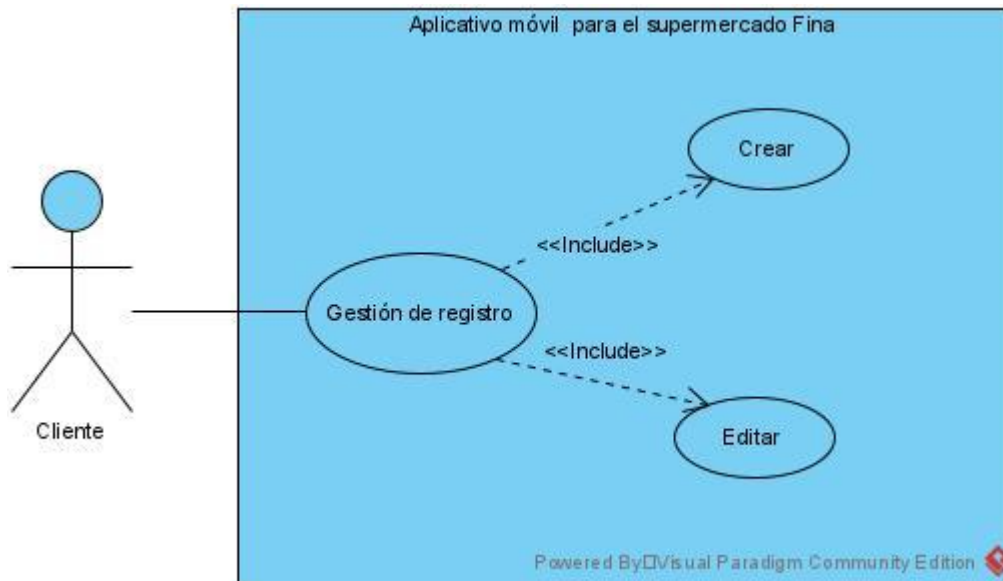 Aplicativo móvil para el supermercado Fina
Crear
<<Include>>
Gestión de registro
<<Include>>
Cliente
Editar
Powered By□Visual Paradigm Community Edition